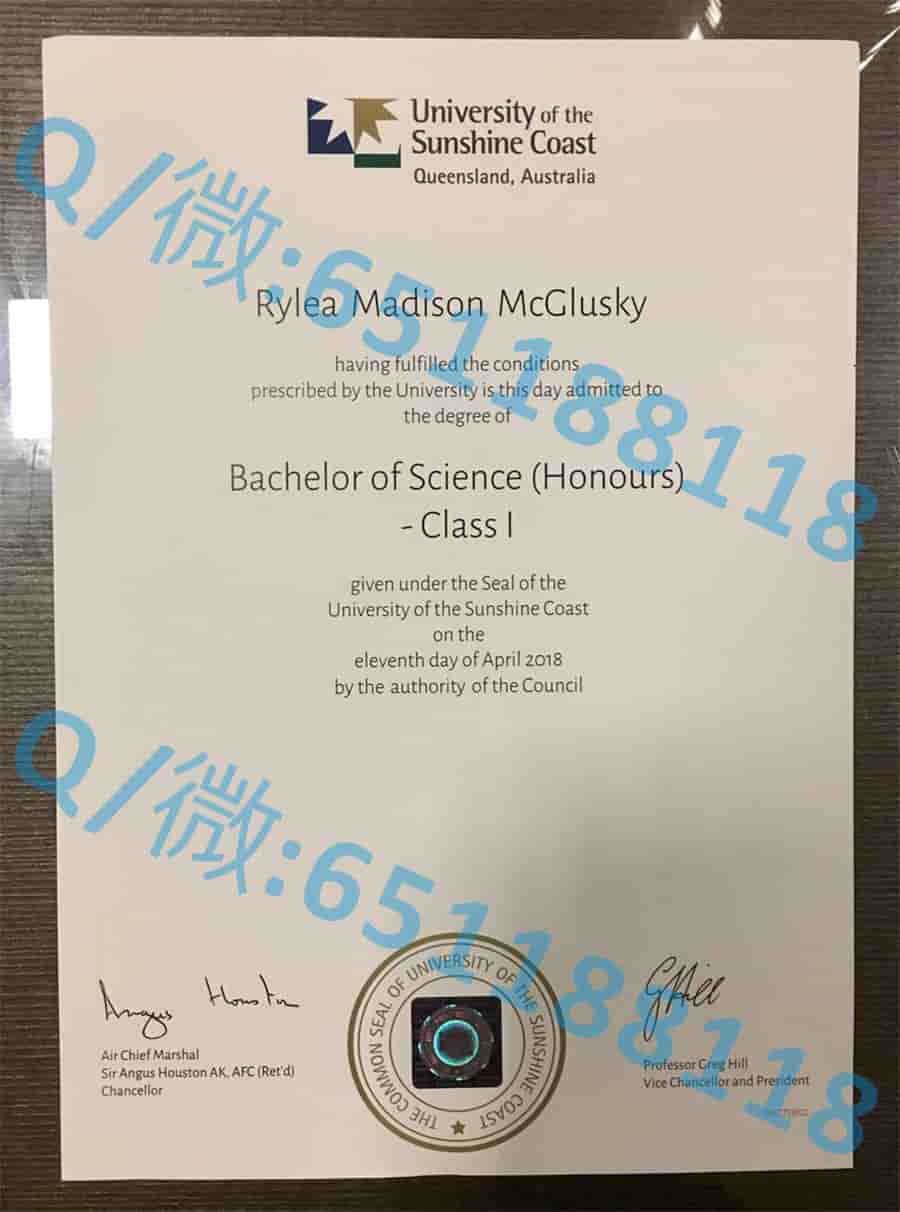 University of the
Sunshine Coast
Queensland, Australia
Q/微:651188118
Rylea Madison McGlusky
having fulfilled the conditions
prescribed by the University is this day admitted to
the degree of
Bachelor of Science (Honours)
- Class I
given under the Seal of the
University of the Sunshine Coast
on the
eleventh day of April 2018
by the authority of the Council
Q/微:651188118
THE COMMON SEAL OF UNIVERSITY OF THE SUNSHINE COAST
Angus Houston
Air Chief Marshal
Sir Angus Houston AK, AFC (Ret'd)
Chancellor
GHill
Professor Greg Hill
Vice Chancellor and President